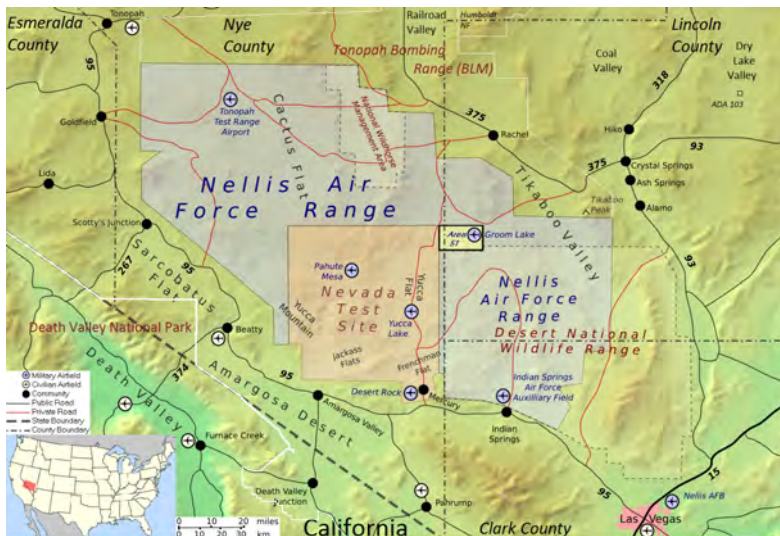 Esmeralda
County
Tonopah
Nye
County
Railroad
Valley
Humboldt
NF
Lincoln
County
Tonopah Bombing
Range (BLM)
Coal
Valley
Dry
Lake
Valley
95
318
ADA 103
Tonopah
Test Range
Airport
Cactus Flat
National Wildhorse
Management Area
375
Goldfield
Rachel
Hiko
93
375
Crystal Springs
Lida
Ash Springs
Nellis Air
Force Range
Tikaboo Valley
Tikaboo
Peak
Alamo
Scotty's Junction
Area
51
Groom Lake
267
95
Sarcobatus
Flat
Pahute
Mesa
93
Yucca
Flat
Nevada
Test
Site
Nellis
Air Force
Range
Yucca
Mountain
Yucca
Lake
Desert National
Wildlife Range
Death Valley National Park
Beatty
Jackass
Flats
Frenchman
Flat
374
95
Military Airfield
Civilian Airfield
Community
Public Road
Private Road
State Boundary
County Boundary
Death Valley
Amargosa Desert
Desert Rock
Mercury
Indian Springs
Air Force
Auxilliary Field
Amargosa Valley
Indian
Springs
Furnace Creek
95
15
Death Valley
Junction
Pahrump
Nellis AFB
Las Vegas
0 10 20
miles
0 10 20 30
km
California
Clark County